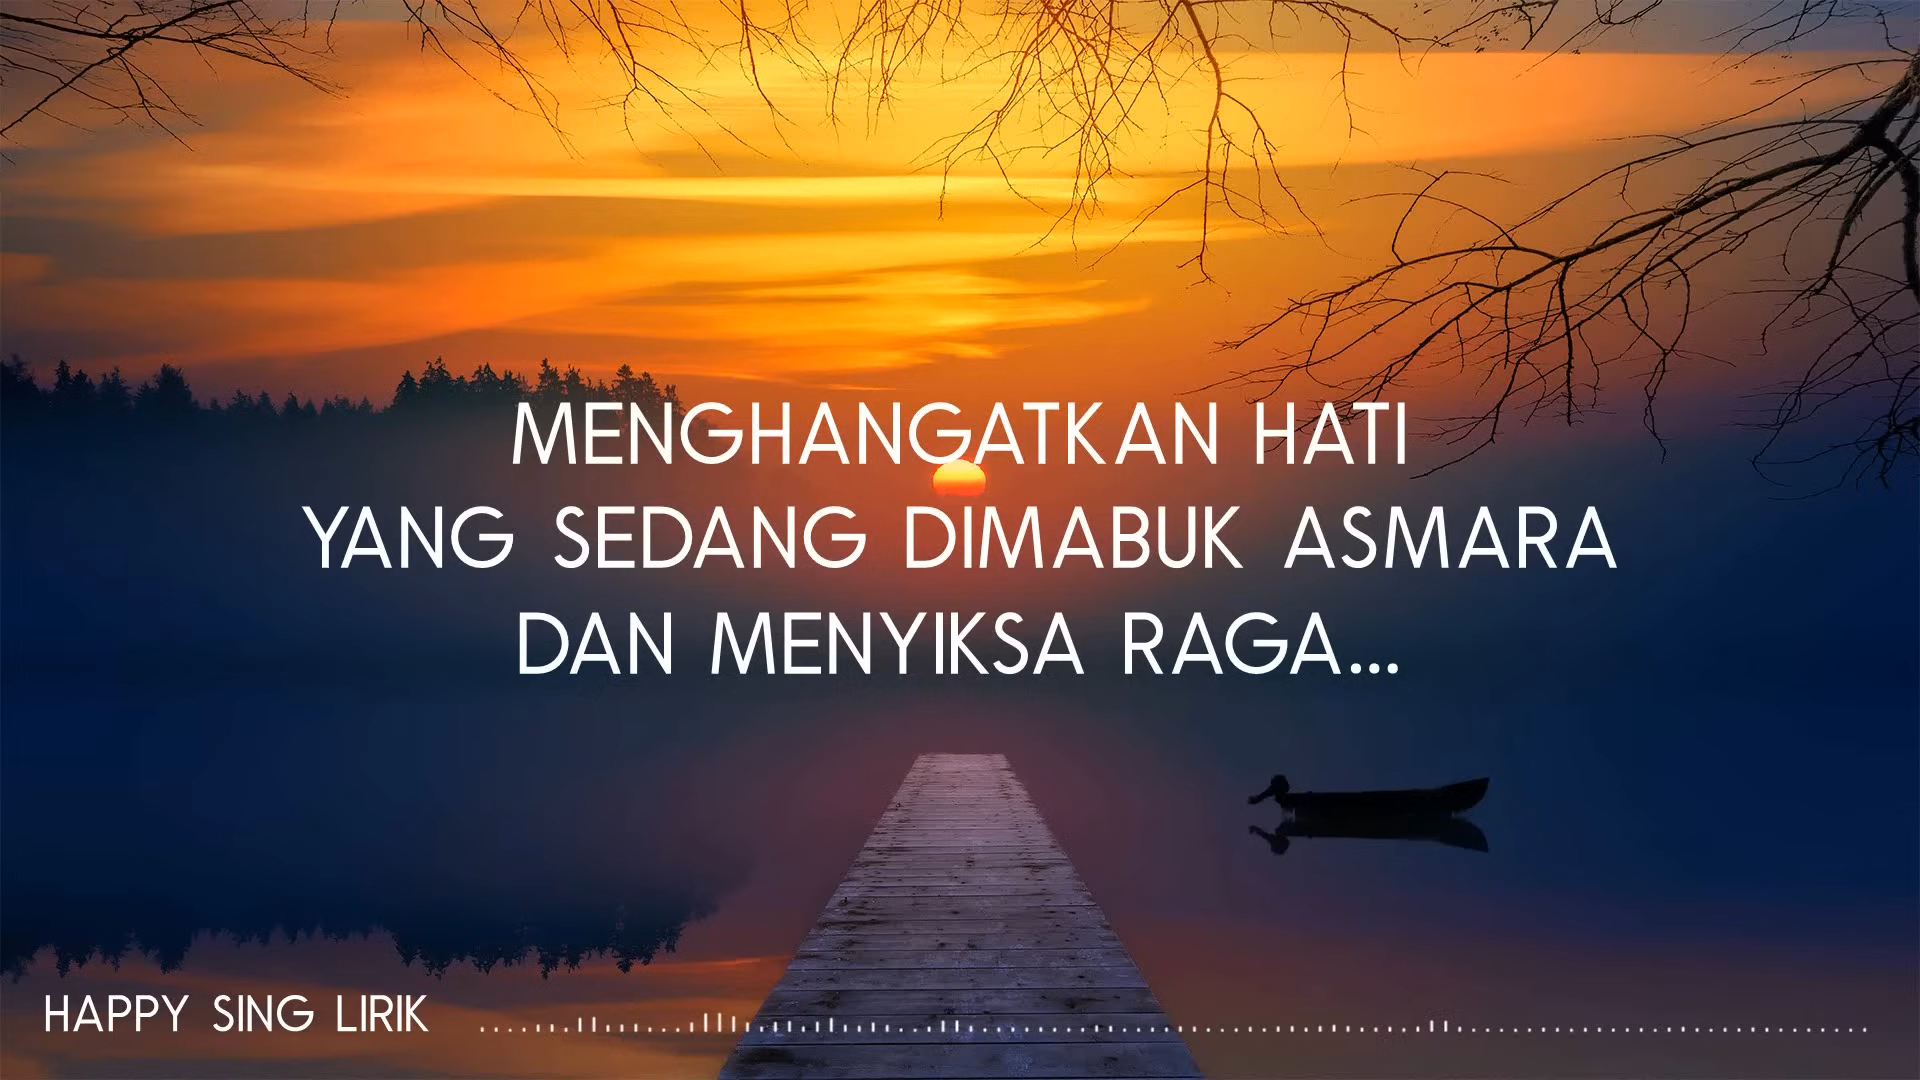 MENGHANGATKAN HATI
YANG SEDANG DIMABUK ASMARA
DAN MENYIKSA RAGA...
HAPPY SING LIRIK